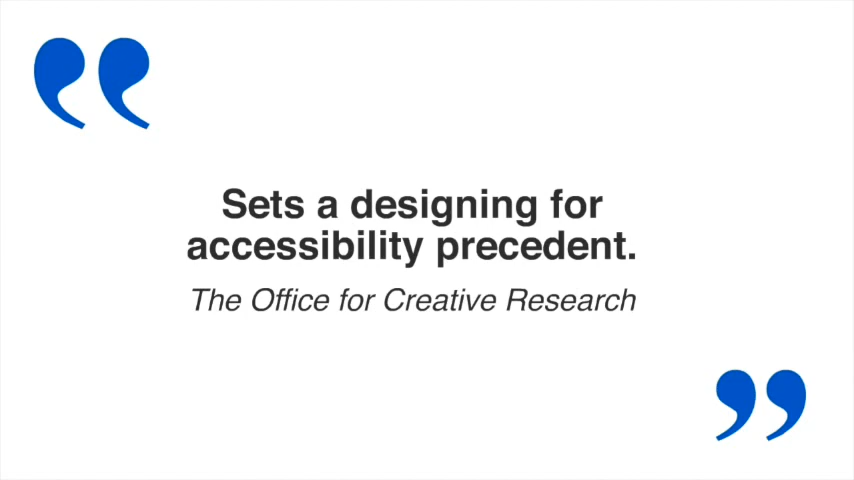 Sets a designing for
accessibility precedent.
The Office for Creative Research